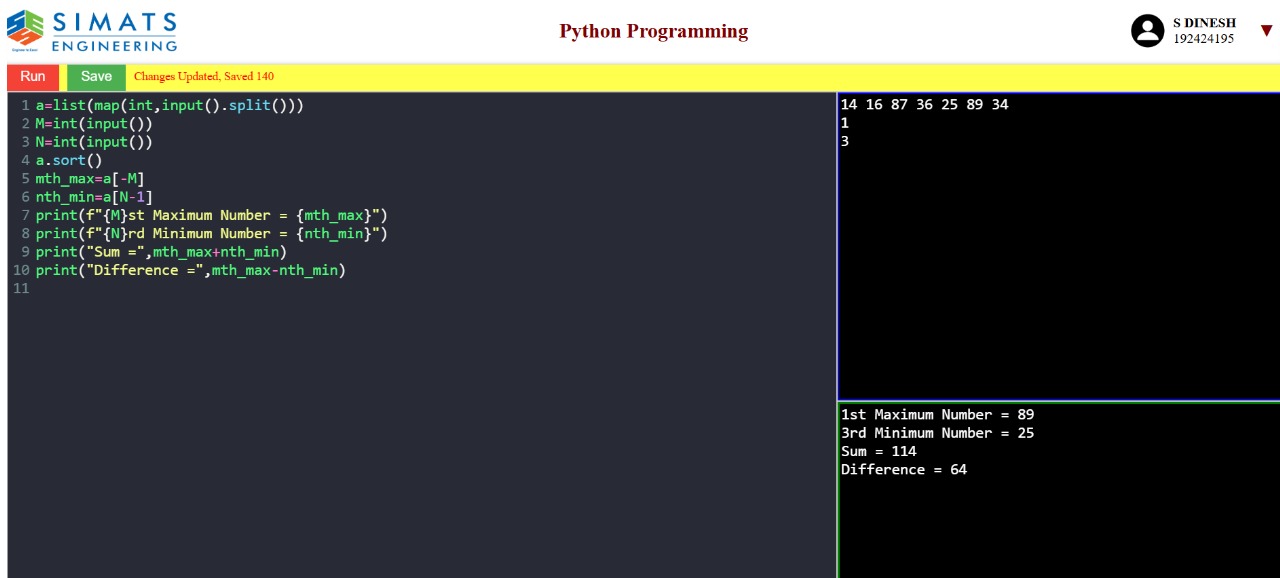 SIMATS
ENGINEERING
Engineer to Excel
Python Programming
S DINESH
192424195
▼
Run Save Changes Updated, Saved 140
1 a=list(map(int,input().split()))
2 M=int(input())
3 N=int(input())
4 a.sort()
5 mth_max=a[-M]
6 nth_min=a[N-1]
7 print(f"{M}st Maximum Number = {mth_max}")
8 print(f"{N}rd Minimum Number = {nth_min}")
9 print("Sum =",mth_max+nth_min)
10 print("Difference =",mth_max-nth_min)
11
14 16 87 36 25 89 34
1
3
1st Maximum Number = 89
3rd Minimum Number = 25
Sum = 114
Difference = 64